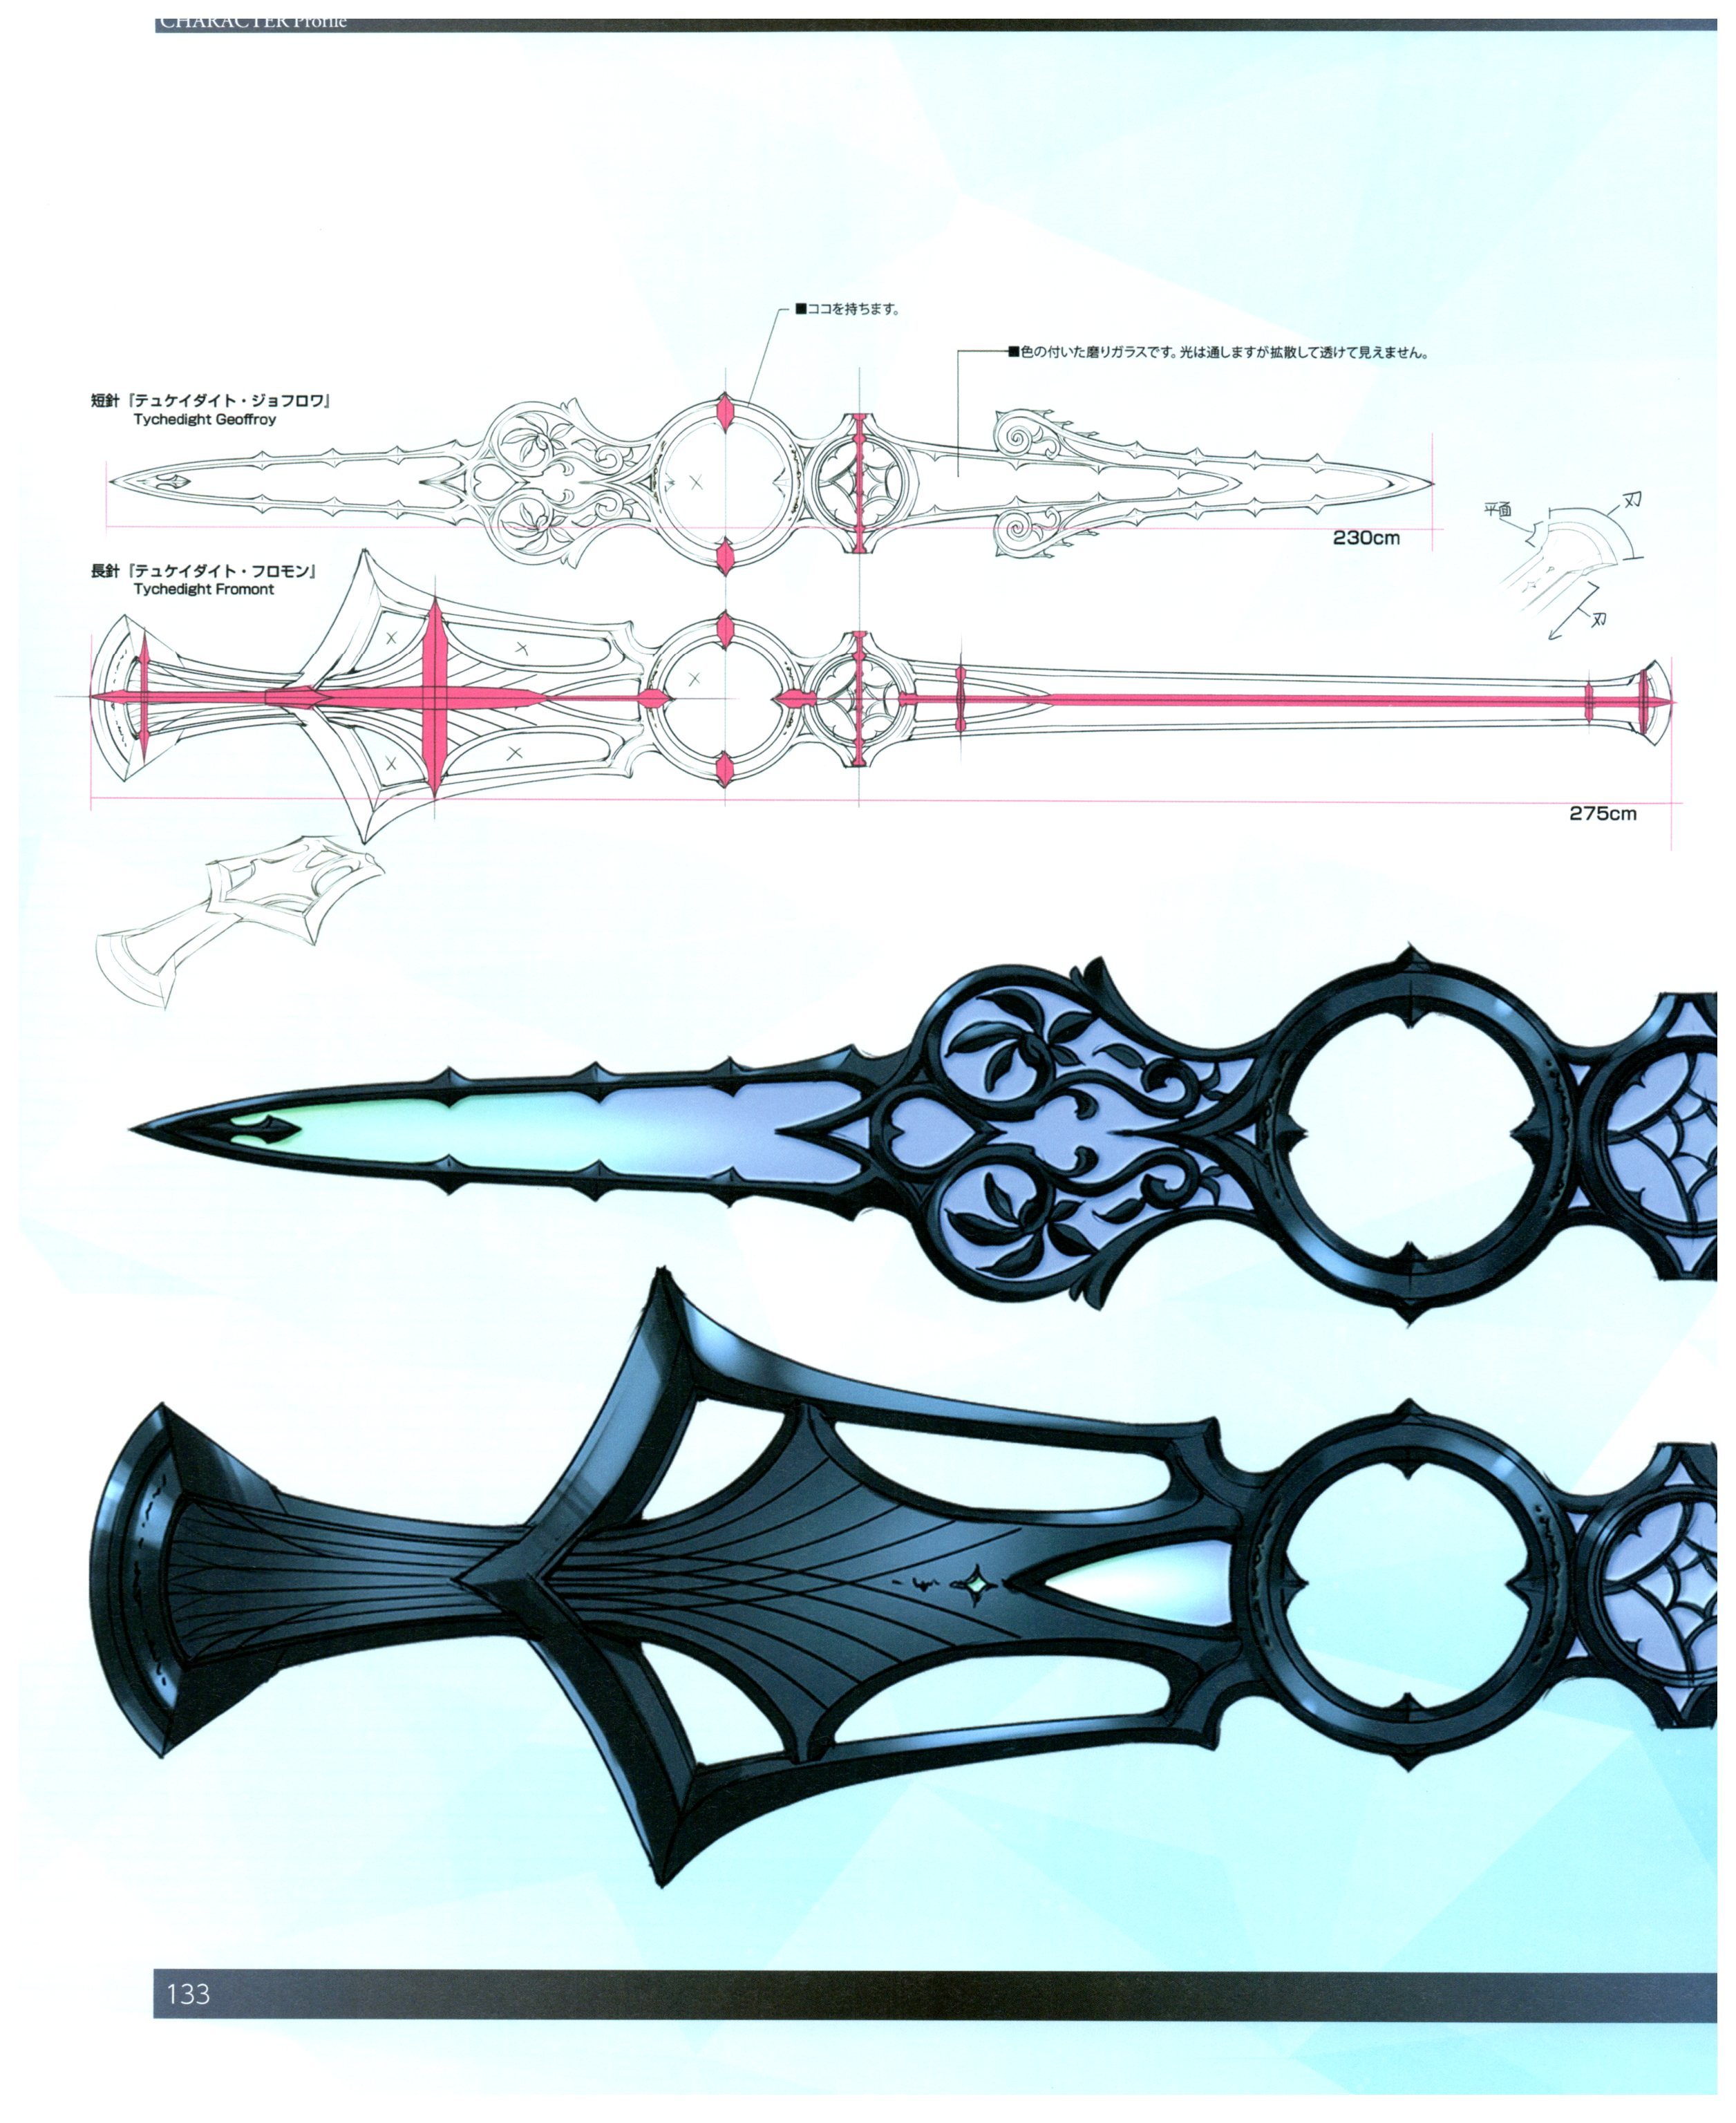 CHARACTER Profile
■ココを持ちます。
■色の付いた磨りガラスです。光は通しますが拡散して透けて見えません。
短針『テュケイダイト・ジョフロワ』
Tychedight Geoffroy
平面
刃
230cm
長針『テュケイダイト・フロモン』
Tychedight Fromont
刃
275cm
133